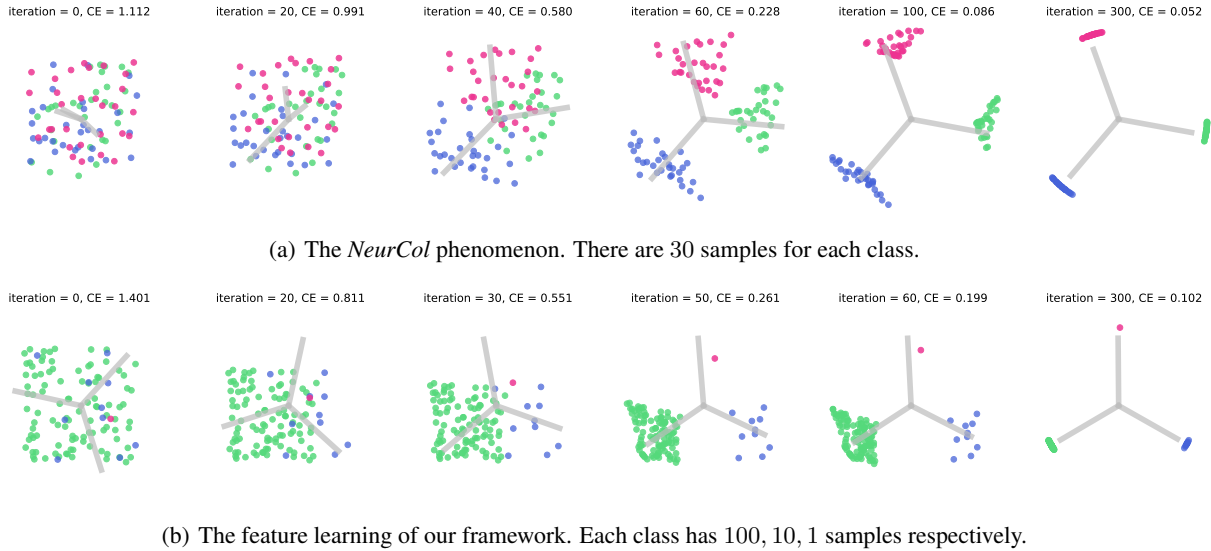 iteration = 0, CE = 1.112
iteration = 20, CE = 0.991
iteration = 40, CE = 0.580
iteration = 60, CE = 0.228
iteration = 100, CE = 0.086
iteration = 300, CE = 0.052
(a) The NeurCol phenomenon. There are 30 samples for each class.
iteration = 0, CE = 1.401
iteration = 20, CE = 0.811
iteration = 30, CE = 0.551
iteration = 50, CE = 0.261
iteration = 60, CE = 0.199
iteration = 300, CE = 0.102
(b) The feature learning of our framework. Each class has 100, 10, 1 samples respectively.